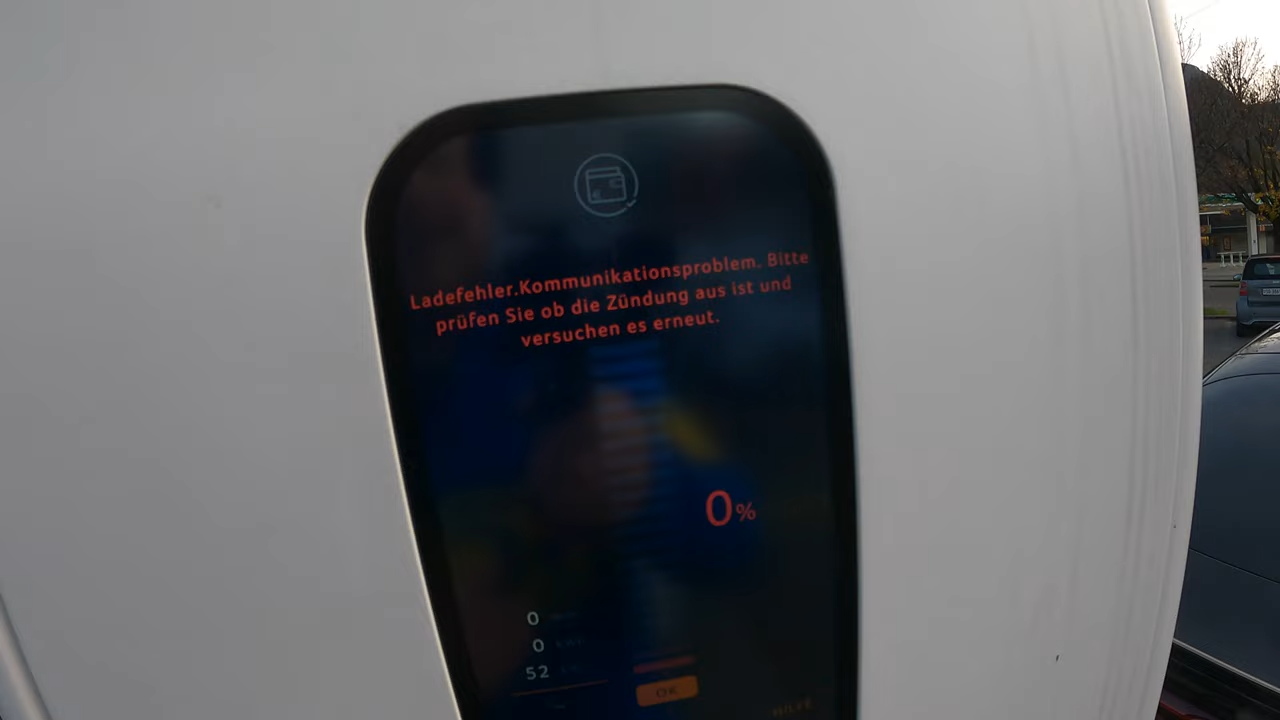 Ladefehler.Kommunikationsproblem. Bitte
prüfen Sie ob die Zündung aus ist und
versuchen es erneut.
0%
0
0
52
OK
HILFE